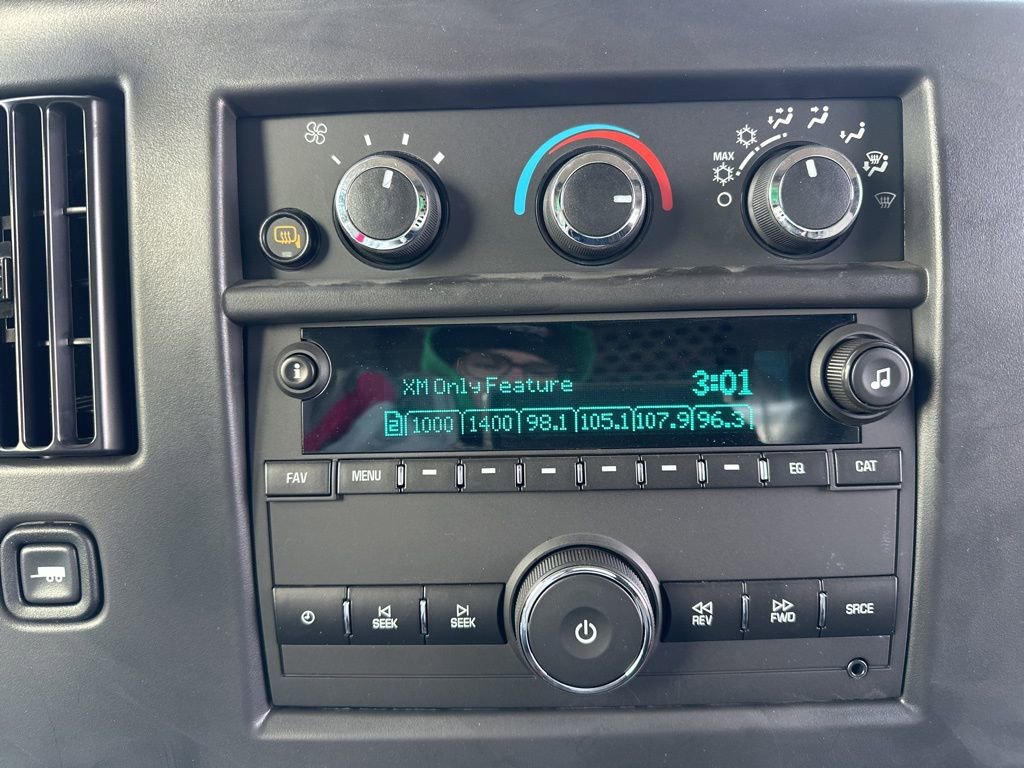 MAX
i
XM Only Feature 3:01
2 1000 1400 98.1 105.1 107.9 96.3
FAV MENU EQ CAT
SEEK SEEK REV FWD SRCE